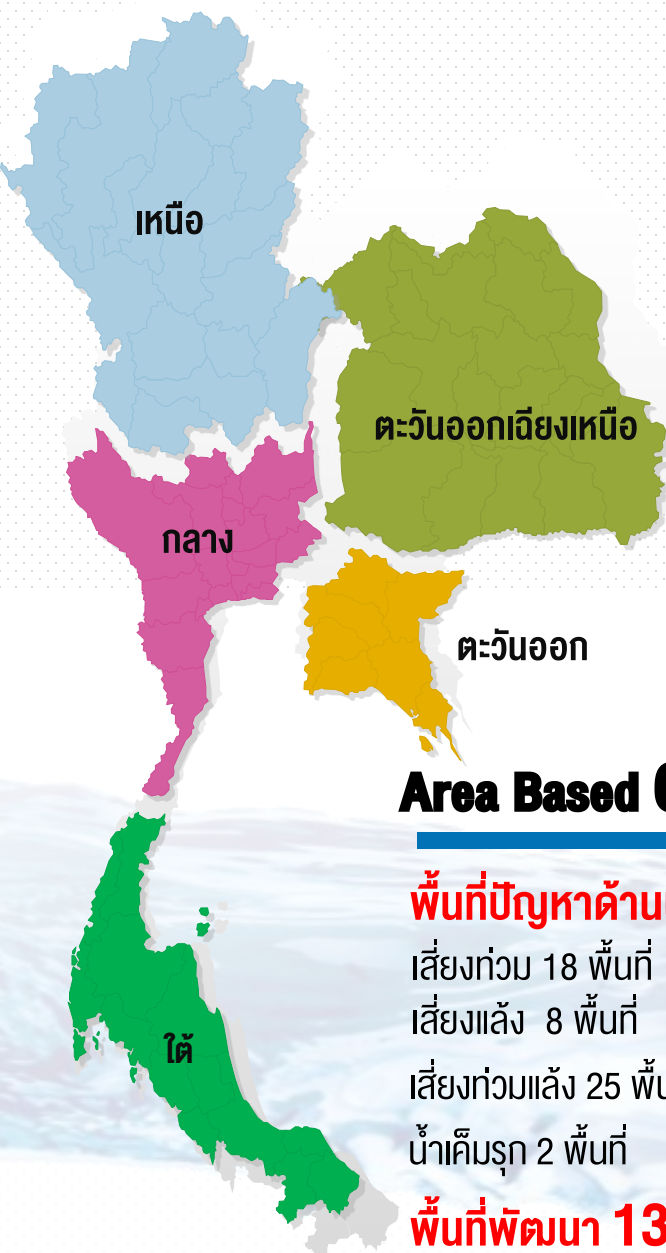 เหนือ
ตะวันออกเฉียงเหนือ
กลาง
ตะวันออก
ใต้
Area Based
พื้นที่ปัญหาด้าน
เสี่ยงท่วม 18 พื้นที่
เสี่ยงแล้ง 8 พื้นที่
เสี่ยงท่วมแล้ง 25
น้ำเค็มรุก 2 พื้นที่
พื้นที่พัฒนา 13